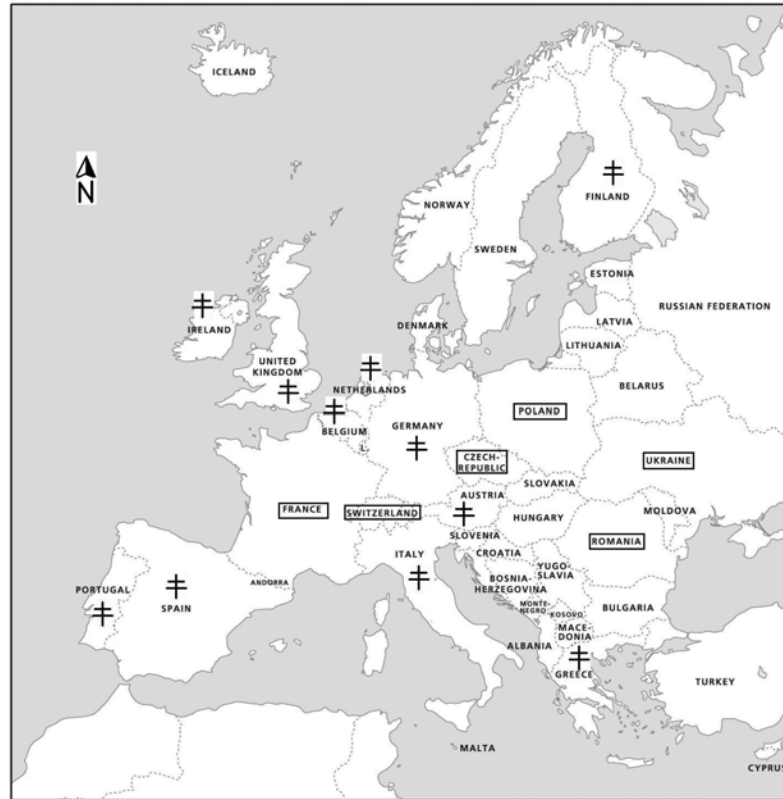 ICELAND
N
NORWAY
FINLAND
SWEDEN
ESTONIA
RUSSIAN FEDERATION
IRELAND
DENMARK
LATVIA
LITHUANIA
UNITED
KINGDOM
NETHERLANDS
BELARUS
BELGIUM
GERMANY
POLAND
L.
CZECH-
REPUBLIC
UKRAINE
SLOVAKIA
AUSTRIA
FRANCE
SWITZERLAND
HUNGARY
MOLDOVA
SLOVENIA
ROMANIA
ITALY
CROATIA
YUGO-
SLAVIA
BOSNIA-
HERZEGOVINA
ANDORRA
PORTUGAL
SPAIN
MONTE-
NEGRO
KOSOVO
BULGARIA
MACE-
DONIA
ALBANIA
GREECE
TURKEY
MALTA
CYPRUS